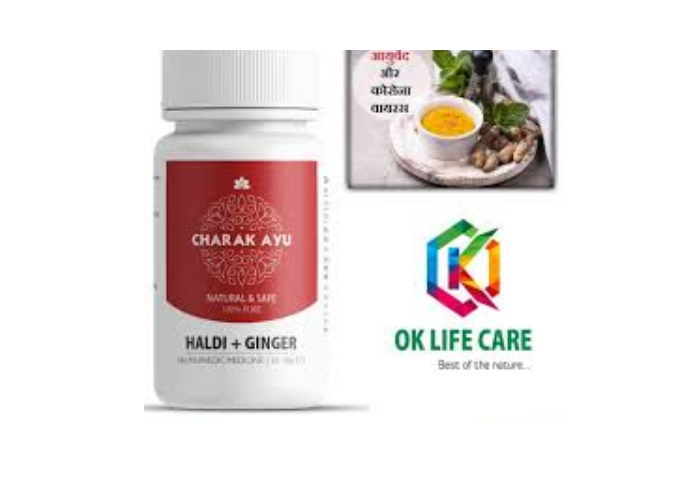 CHARAK AYU
NATURAL & SAFE
100% PURE
HALDI + GINGER
आयुर्वेद
और
कोरोना
वायरस
OK LIFE CARE
Best of the nature...